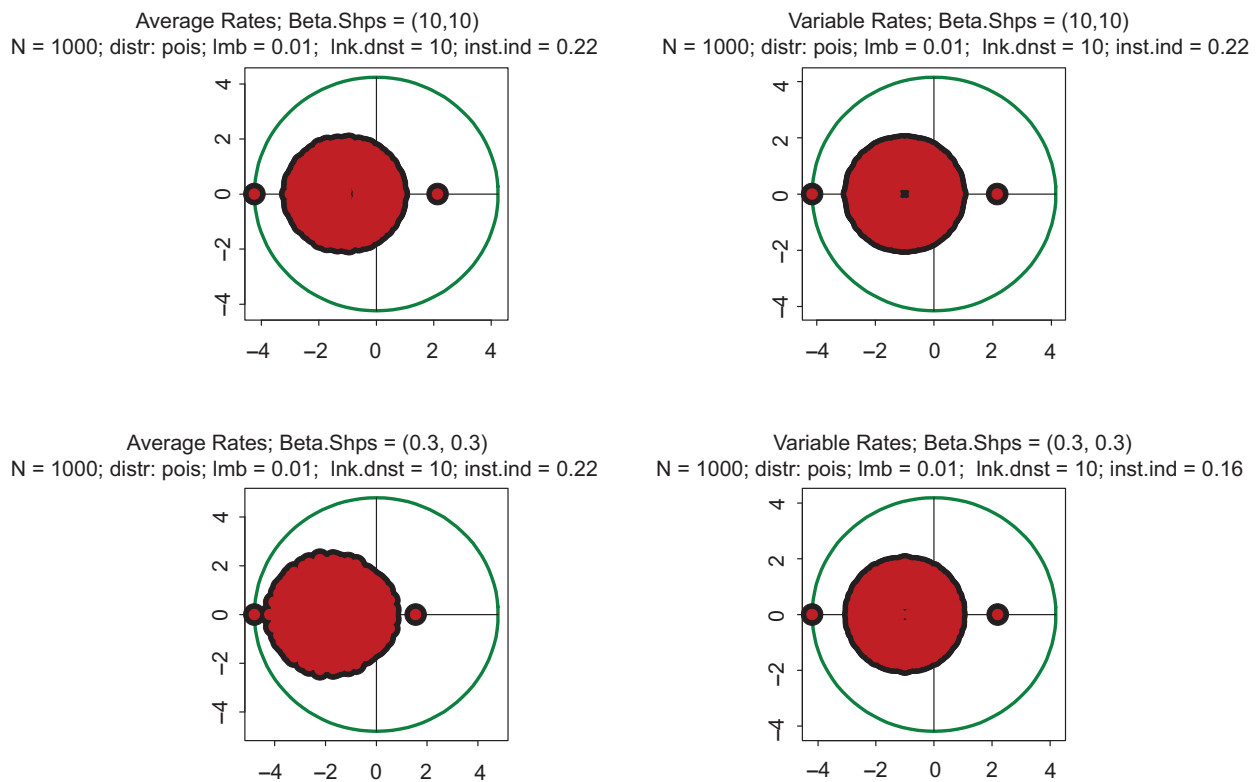 Average Rates; Beta.Shps = (10,10)
N = 1000; distr: pois; lmb = 0.01; lnk.dnst = 10; inst.ind = 0.22
4
2
0
−2
−4
−4 −2 0 2 4
Variable Rates; Beta.Shps = (10,10)
N = 1000; distr: pois; lmb = 0.01; lnk.dnst = 10; inst.ind = 0.22
4
2
0
−2
−4
−4 −2 0 2 4
Average Rates; Beta.Shps = (0.3, 0.3)
N = 1000; distr: pois; lmb = 0.01; lnk.dnst = 10; inst.ind = 0.22
4
2
0
−2
−4
−4 −2 0 2 4
Variable Rates; Beta.Shps = (0.3, 0.3)
N = 1000; distr: pois; lmb = 0.01; lnk.dnst = 10; inst.ind = 0.16
4
2
0
−2
−4
−4 −2 0 2 4